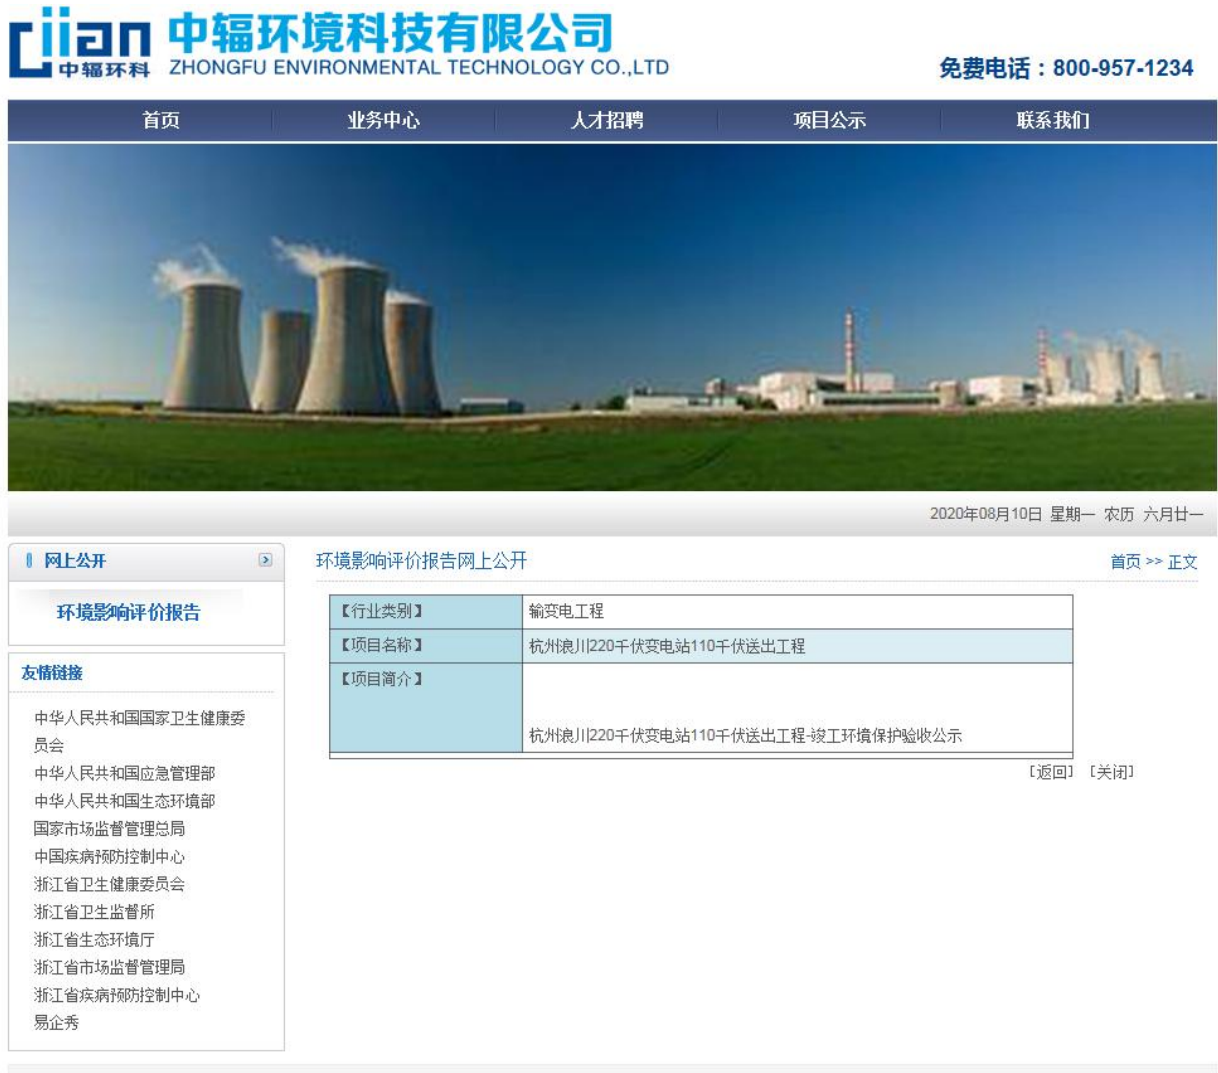 cjian 中辐环科
中辐环境科技有限公司
ZHONGFU ENVIRONMENTAL TECHNOLOGY CO.,LTD
免费电话：800-957-1234
首页 业务中心 人才招聘 项目公示 联系我们
2020年08月10日 星期一 农历 六月廿一
网上公开
环境影响评价报告
友情链接
中华人民共和国国家卫生健康委
员会
中华人民共和国应急管理部
中华人民共和国生态环境部
国家市场监督管理总局
中国疾病预防控制中心
浙江省卫生健康委员会
浙江省卫生监督所
浙江省生态环境厅
浙江省市场监督管理局
浙江省疾病预防控制中心
易企秀
环境影响评价报告网上公开
首页 >> 正文
【行业类别】 输变电工程
【项目名称】 杭州浪川220千伏变电站110千伏送出工程
【项目简介】
杭州浪川220千伏变电站110千伏送出工程-竣工环境保护验收公示
[返回] [关闭]